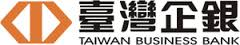 臺灣企銀
TAIWAN BUSINESS BANK